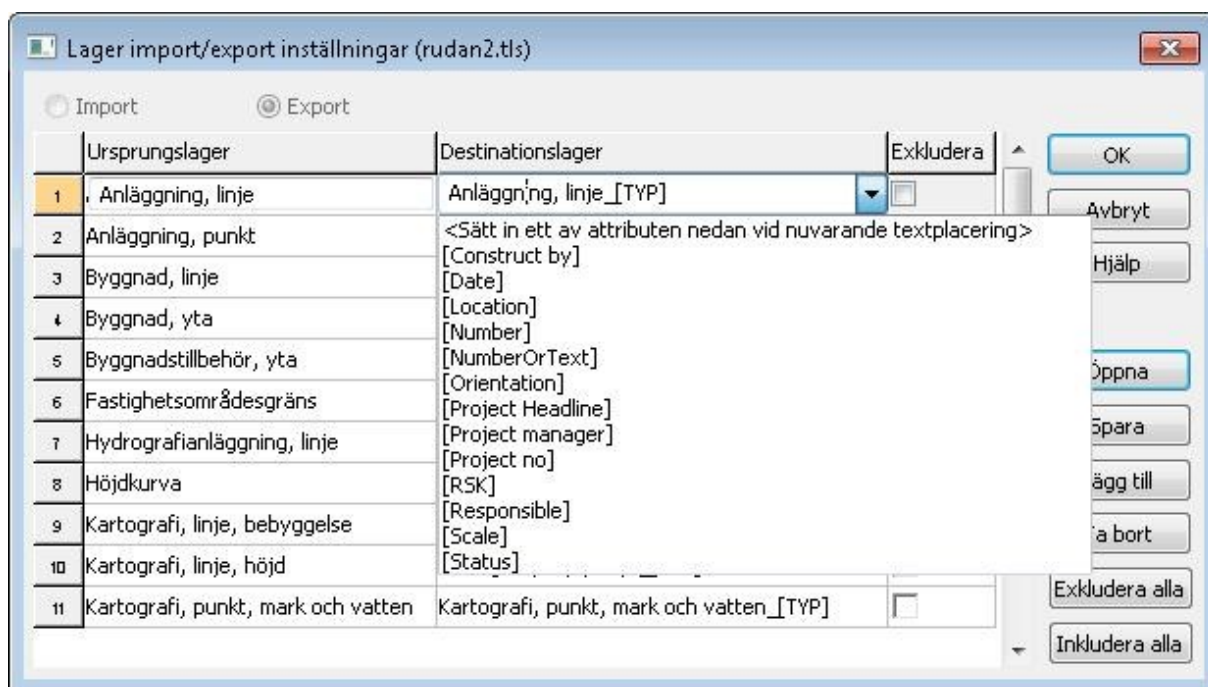 Lager import/export inställningar (rudan2.tls)
Import Export
Ursprungslager Destinationslager Exkludera
OK
1 Anläggning, linje Anläggning, linje_[TYP]
Avbryt
2 Anläggning, punkt
<Sätt in ett av attributen nedan vid nuvarande textplacering>
[Construct by]
Hjälp
3 Byggnad, linje
[Date]
[Location]
4 Byggnad, yta
[Number]
5 Byggnadstillbehör, yta
[NumberOrText]
Öppna
[Orientation]
6 Fastighetsområdesgräns
[Project Headline]
[Project manager]
Spara
7 Hydrografianläggning, linje
[Project no]
8 Höjdkurva
[RSK]
ägg till
[Responsible]
9 Kartografi, linje, bebyggelse
[Scale]
a bort
10 Kartografi, linje, höjd
[Status]
Exkludera alla
11 Kartografi, punkt, mark och vatten Kartografi, punkt, mark och vatten_[TYP]
Inkludera alla